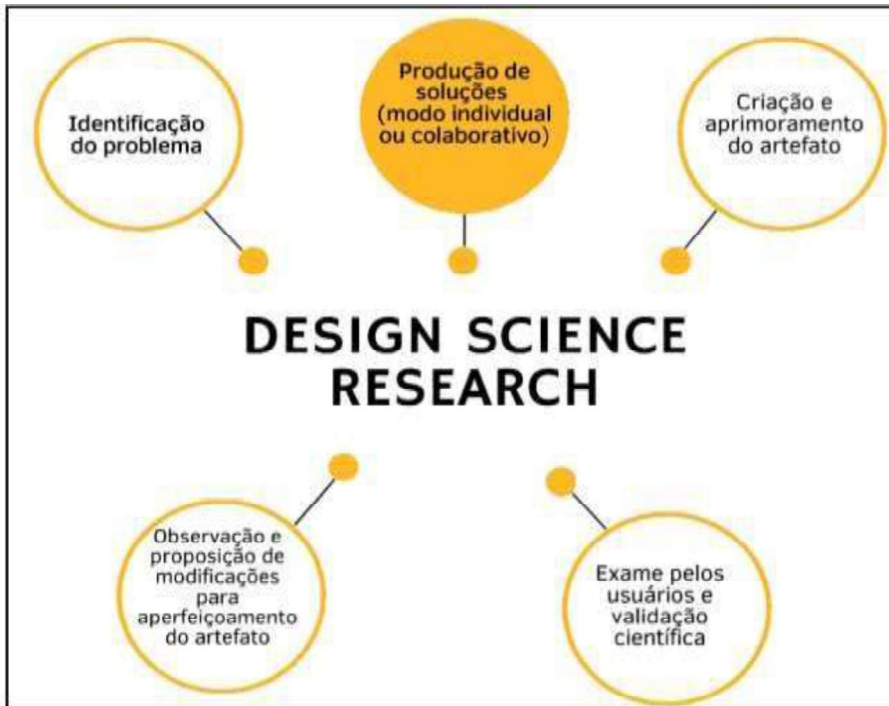 Identificação
do problema
Produção de
soluções
(modo individual
ou colaborativo)
Criação e
aprimoramento
do artefato
DESIGN SCIENCE
RESEARCH
Observação e
proposição de
modificações
para
aperfeiçoamento
do artefato
Exame pelos
usuários e
validação
científica